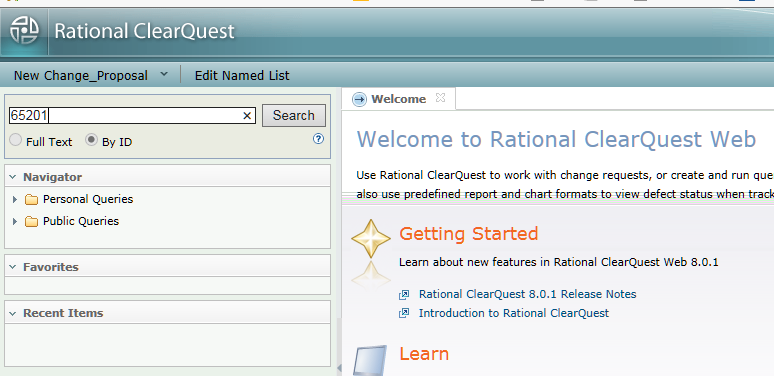 Rational ClearQuest
New Change_Proposal
Edit Named List
65201
Search
Full Text
By ID
Navigator
Personal Queries
Public Queries
Favorites
Recent Items
Welcome
Welcome to Rational ClearQuest Web
Use Rational ClearQuest to work with change requests, or create and run que
also use predefined report and chart formats to view defect status when track
Getting Started
Learn about new features in Rational ClearQuest Web 8.0.1
Rational ClearQuest 8.0.1 Release Notes
Introduction to Rational ClearQuest
Learn